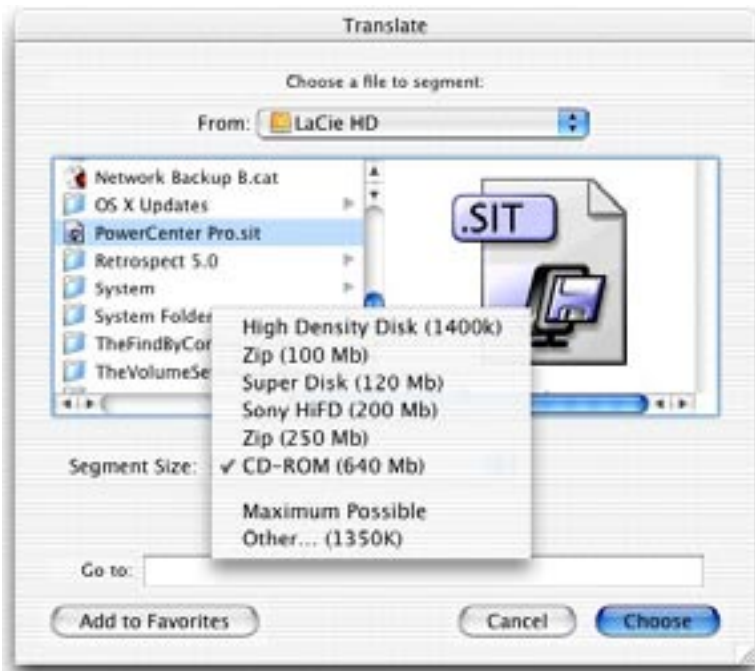 Translate
Choose a file to segment:
From: LaCie HD
Network Backup B.cat
OS X Updates
PowerCenter Pro.sit
Retrospect 5.0
System
System Folder
TheFindByCon
TheVolumeSe
.SIT
High Density Disk (1400k)
Zip (100 Mb)
Super Disk (120 Mb)
Sony HiFD (200 Mb)
Zip (250 Mb)
Segment Size: ✓ CD-ROM (640 Mb)
Maximum Possible
Other... (1350K)
Go to:
Add to Favorites
Cancel
Choose